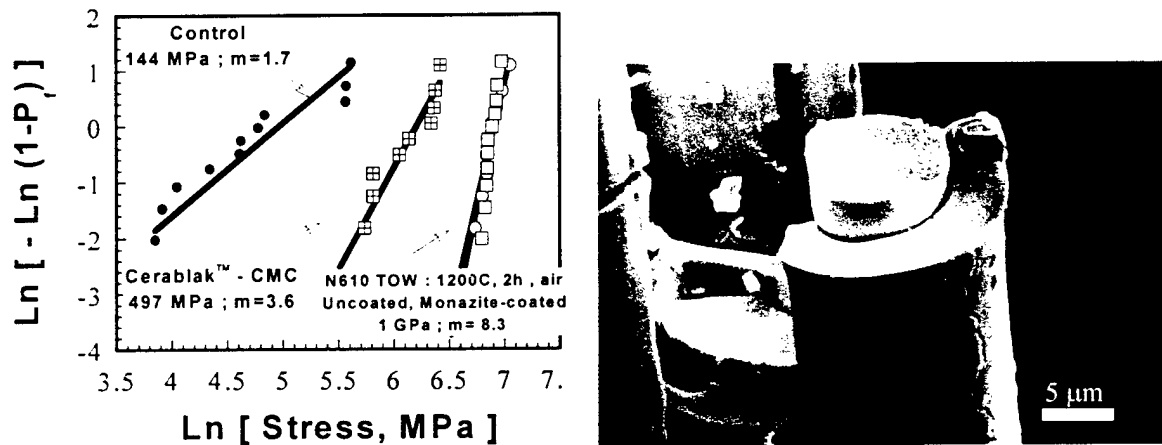 2
Control
144 MPa ; m=1.7
1
0
-1
-2
Cerablak™ - CMC
497 MPa ; m=3.6
N610 TOW : 1200C, 2h , air
Uncoated, Monazite-coated
1 GPa ; m= 8.3
-3
-4
3.5 4 4.5 5 5.5 6 6.5 7 7.
Ln [ - Ln (1-Pf) ]
Ln [ Stress, MPa ]
5 µm